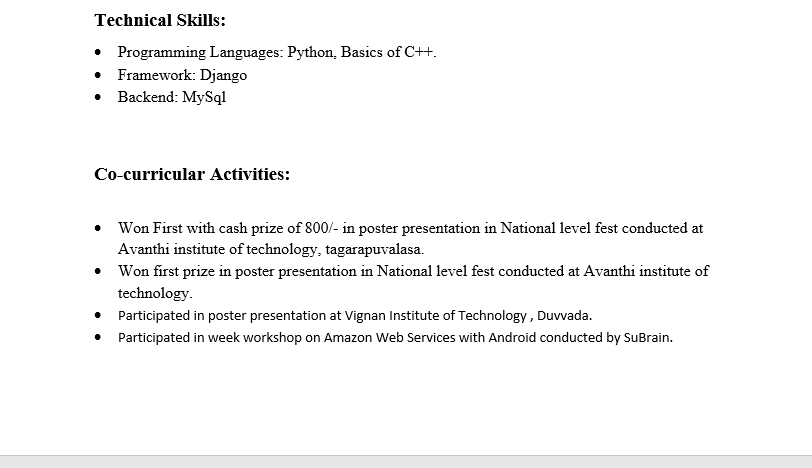 Technical Skills:
• Programming Languages: Python, Basics of C++.
• Framework: Django
• Backend: MySql
Co-curricular Activities:
• Won First with cash prize of 800/- in poster presentation in National level fest conducted at
Avanthi institute of technology, tagarapuvalasa.
• Won first prize in poster presentation in National level fest conducted at Avanthi institute of
technology.
• Participated in poster presentation at Vignan Institute of Technology , Duvvada.
• Participated in week workshop on Amazon Web Services with Android conducted by SuBrain.